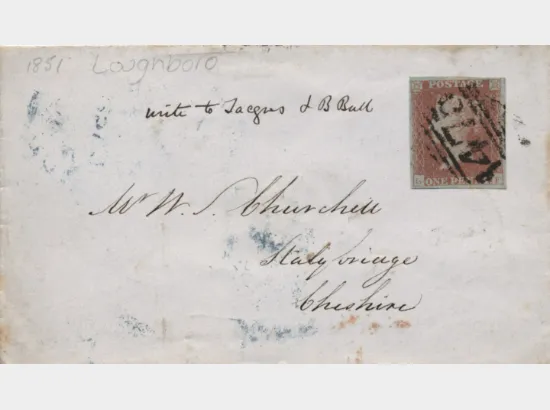 1851 Loughboro
write to Jacques & B Ball
POSTAGE
ONE PENNY
Mr W. S. Churchill
Stalybridge
Cheshire